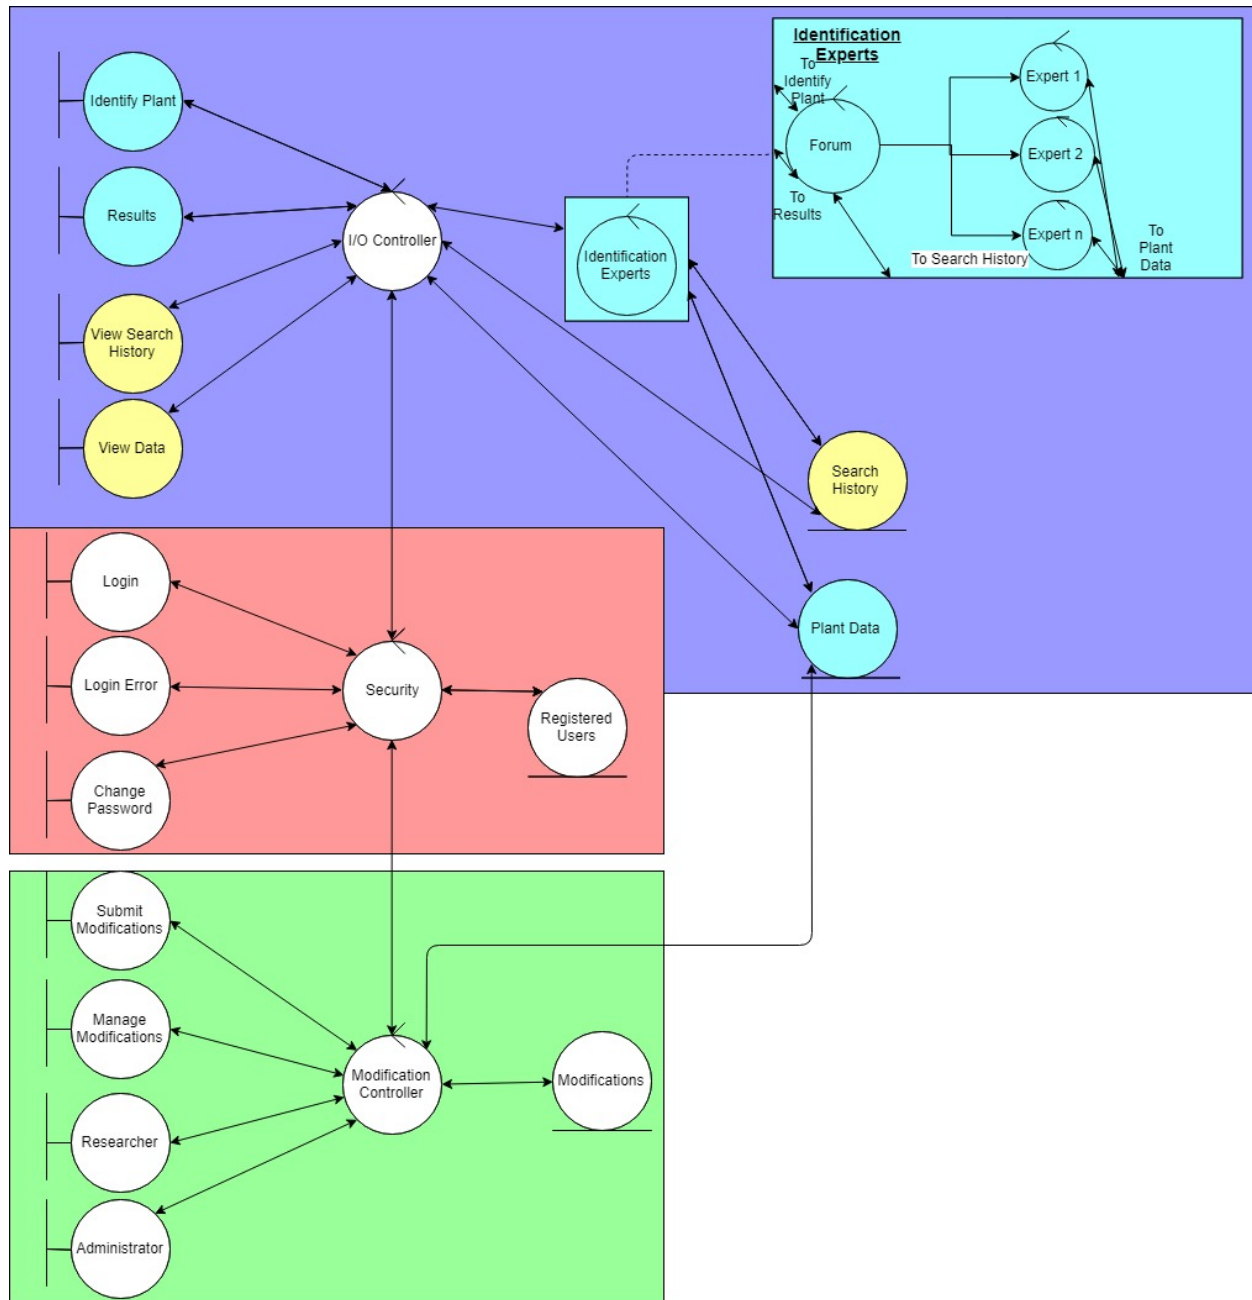 Identification
Experts
To
Identify
Plant
Forum
To
Results
Expert 1
Expert 2
Expert n
To Search History
To
Plant
Data
Identify Plant
Results
View Search
History
View Data
I/O Controller
Identification
Experts
Search
History
Plant Data
Login
Login Error
Change
Password
Security
Registered
Users
Submit
Modifications
Manage
Modifications
Researcher
Administrator
Modification
Controller
Modifications